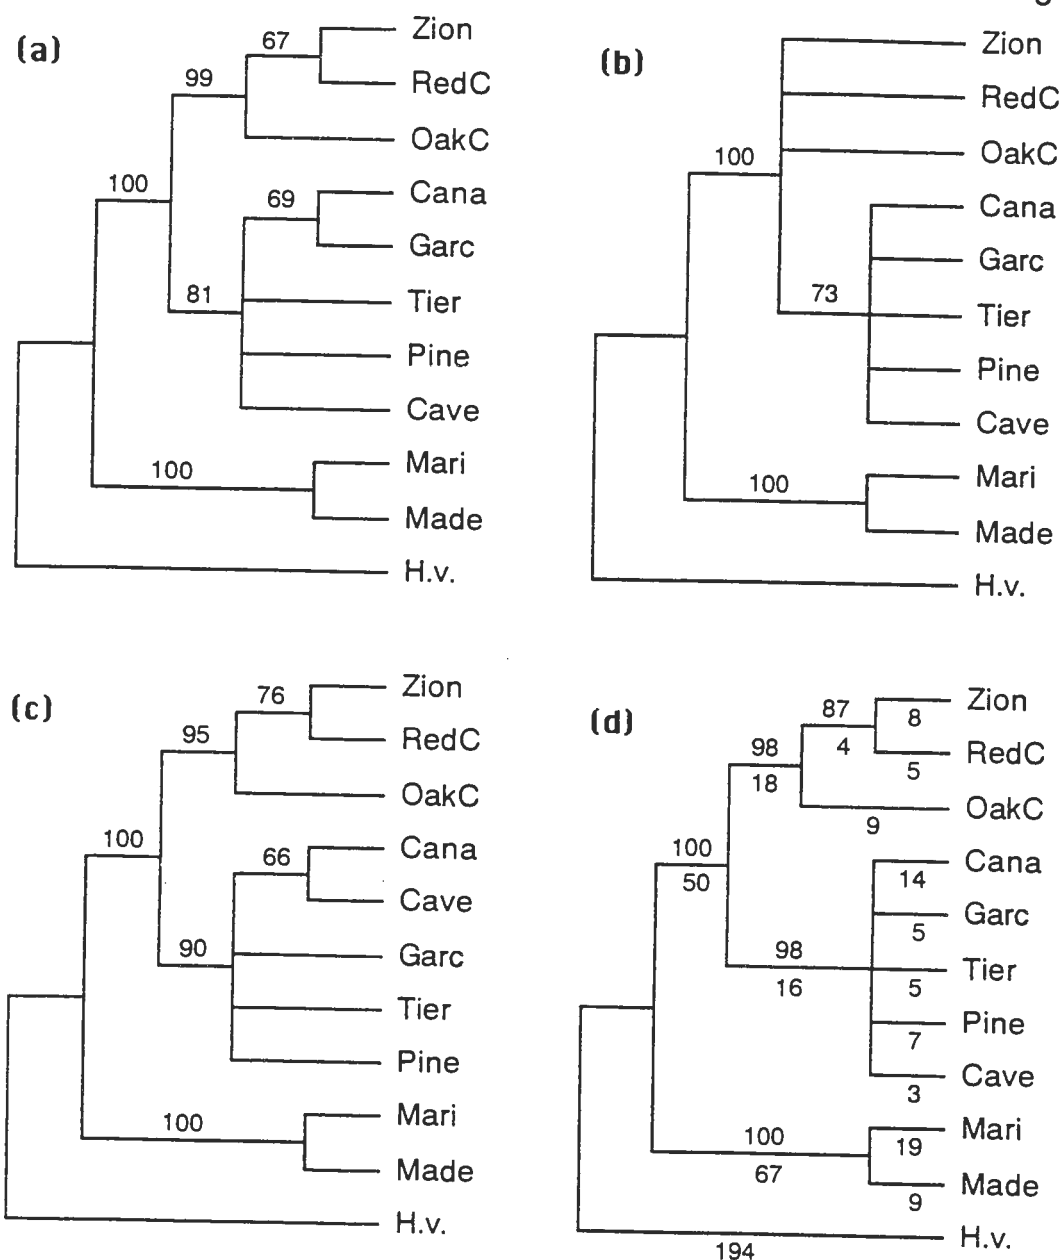 (a)
67
Zion
99
RedC
OakC
100
69
Cana
Garc
81
Tier
Pine
Cave
100
Mari
Made
H.v.
(b)
Zion
RedC
100
OakC
Cana
Garc
73
Tier
Pine
Cave
100
Mari
Made
H.v.
(c)
76
Zion
95
RedC
OakC
100
66
Cana
Cave
90
Garc
Tier
Pine
100
Mari
Made
H.v.
(d)
87
Zion
8
98
4
RedC
18
5
OakC
9
100
Cana
50
14
Garc
5
98
Tier
16
5
Pine
7
Cave
3
100
Mari
67
19
Made
9
H.v.
194